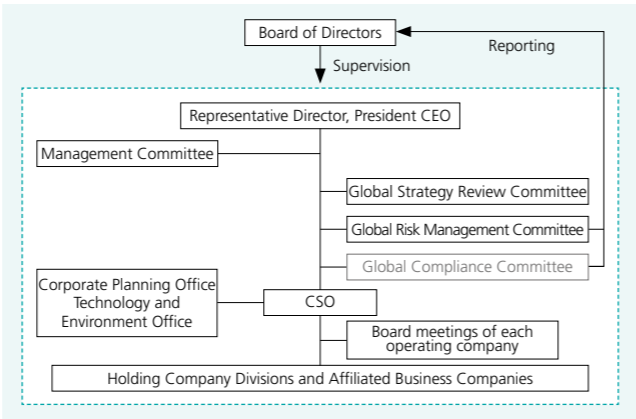 Board of Directors
Reporting
Supervision
Representative Director, President CEO
Management Committee
Global Strategy Review Committee
Global Risk Management Committee
Global Compliance Committee
Corporate Planning Office
Technology and
Environment Office
CSO
Board meetings of each
operating company
Holding Company Divisions and Affiliated Business Companies